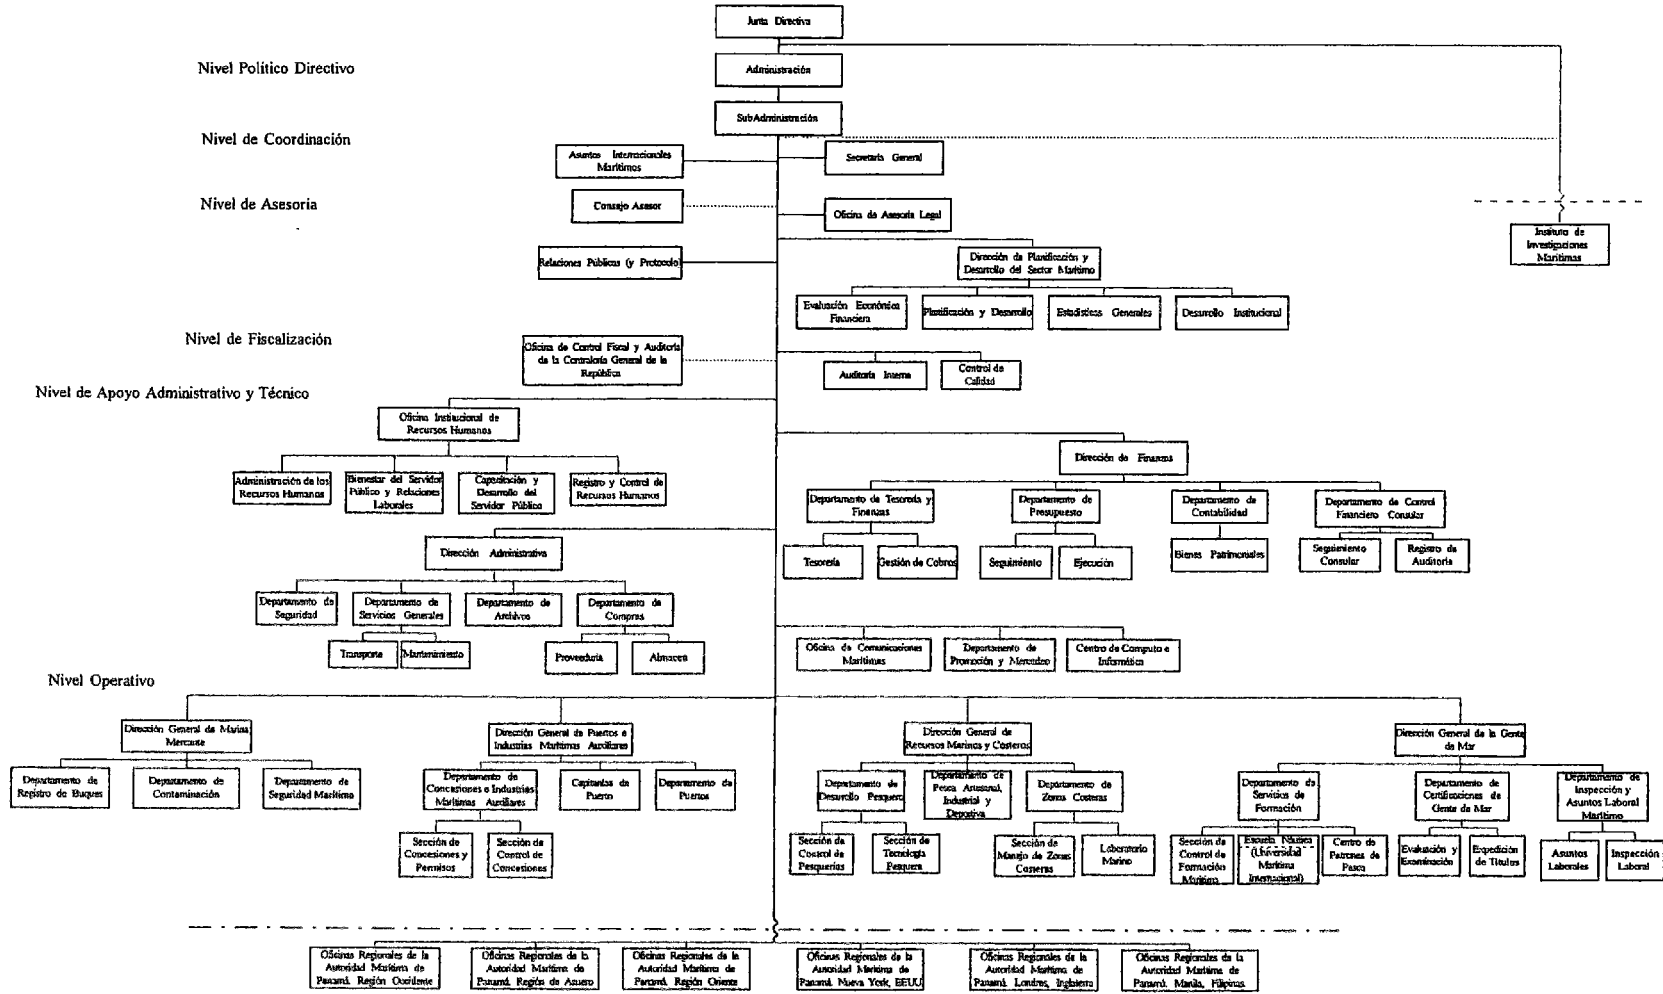 Junta Directiva
Nivel Político Directivo
Administración
SubAdministración
Nivel de Coordinación
Asuntos Internacionales
Marítimos
Secretaría General
Nivel de Asesoria
Consejo Asesor
Oficina de Asesoría Legal
Instituto de
Investigaciones
Marítimas
Relaciones Públicas (y Protocolo)
Dirección de Planificación y
Desarrollo del Sector Marítimo
Evaluación Económica
Financiera
Planificación y Desarrollo
Estadísticas Generales
Desarrollo Institucional
Nivel de Fiscalización
Oficina de Control Fiscal y Auditoría
de la Contraloría General de la
República
Auditoría Interna
Control de
Calidad
Nivel de Apoyo Administrativo y Técnico
Oficina Institucional de
Recursos Humanos
Administración de los
Recursos Humanos
Bienestar del Servidor
Público y Relaciones
Laborales
Capacitación y
Desarrollo del
Servidor Público
Registro y Control de
Recursos Humanos
Dirección de Finanzas
Departamento de Tesorería y
Finanzas
Departamento de
Presupuesto
Departamento de
Contabilidad
Departamento de Control
Financiero Consular
Tesorería
Gestión de Cobros
Seguimiento
Ejecución
Bienes Patrimoniales
Seguimiento
Consular
Registro de
Auditoría
Dirección Administrativa
Departamento de
Seguridad
Departamento de
Servicios Generales
Departamento de
Archivos
Departamento de
Compras
Transporte
Mantenimiento
Proveeduría
Almacen
Oficina de Comunicaciones
Marítimas
Departamento de
Promoción y Mercadeo
Centro de Computo e
Informática
Nivel Operativo
Dirección General de Marina
Mercante
Dirección General de Puertos e
Industrias Marítimas Auxiliares
Dirección General de
Recursos Marinos y Costeros
Dirección General de la Gente
de Mar
Departamento de
Registro de Buques
Departamento de
Contaminación
Departamento de
Seguridad Marítima
Departamento de
Concesiones e Industrias
Marítimas Auxiliares
Capitanías de
Puerto
Departamento de
Puertos
Sección de
Concesiones y
Permisos
Sección de
Control de
Concesiones
Departamento de
Desarrollo Pesquero
Departamento de
Pesca Artesanal,
Industrial y
Deportiva
Departamento de
Zonas Costeras
Sección de
Control de
Pesquerías
Sección de
Tecnología
Pesquera
Sección de
Manejo de Zonas
Costeras
Laboratorio
Marino
Departamento de
Servicios de
Formación
Departamento de
Certificaciones de
Gente de Mar
Departamento de
Inspección y
Asuntos Laboral
Marítimo
Sección de
Control de
Formación
Marítima
Escuela Náutica
(Universidad
Marítima
Internacional)
Centro de
Patrones de
Pesca
Evaluación y
Examinación
Expedición
de Títulos
Asuntos
Laborales
Inspección
Laboral
Oficinas Regionales de la
Autoridad Marítima de
Panamá. Región Occidente
Oficinas Regionales de la
Autoridad Marítima de
Panamá. Región de Azuero
Oficinas Regionales de la
Autoridad Marítima de
Panamá. Región Oriente
Oficinas Regionales de la
Autoridad Marítima de
Panamá. Nueva York, EEUU
Oficinas Regionales de la
Autoridad Marítima de
Panamá. Londres, Inglaterra
Oficinas Regionales de la
Autoridad Marítima de
Panamá. Manila, Filipinas